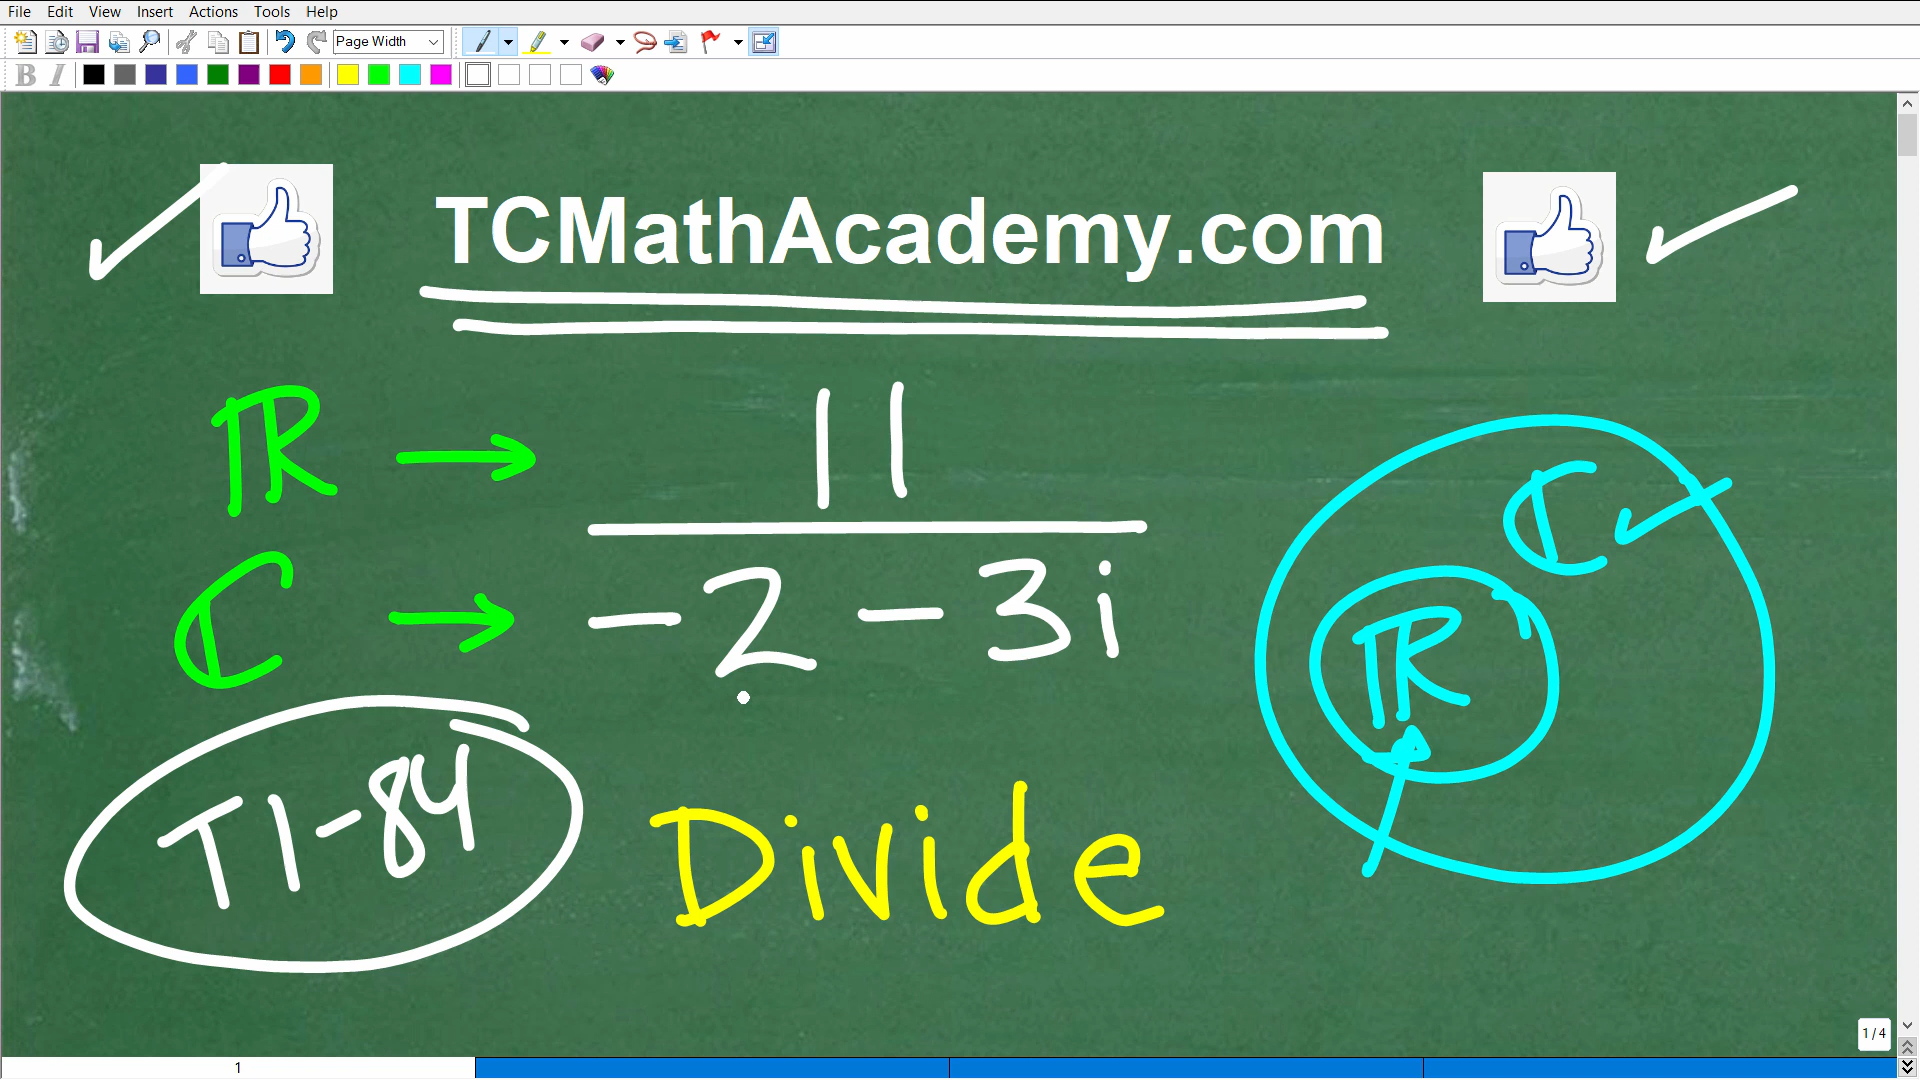 File Edit View Insert Actions Tools Help
Page Width
B I
TCMathAcademy.com
ℝ → 11
ℂ → -2 - 3i
ℂ
ℝ
TI-84
Divide
1 / 4
1